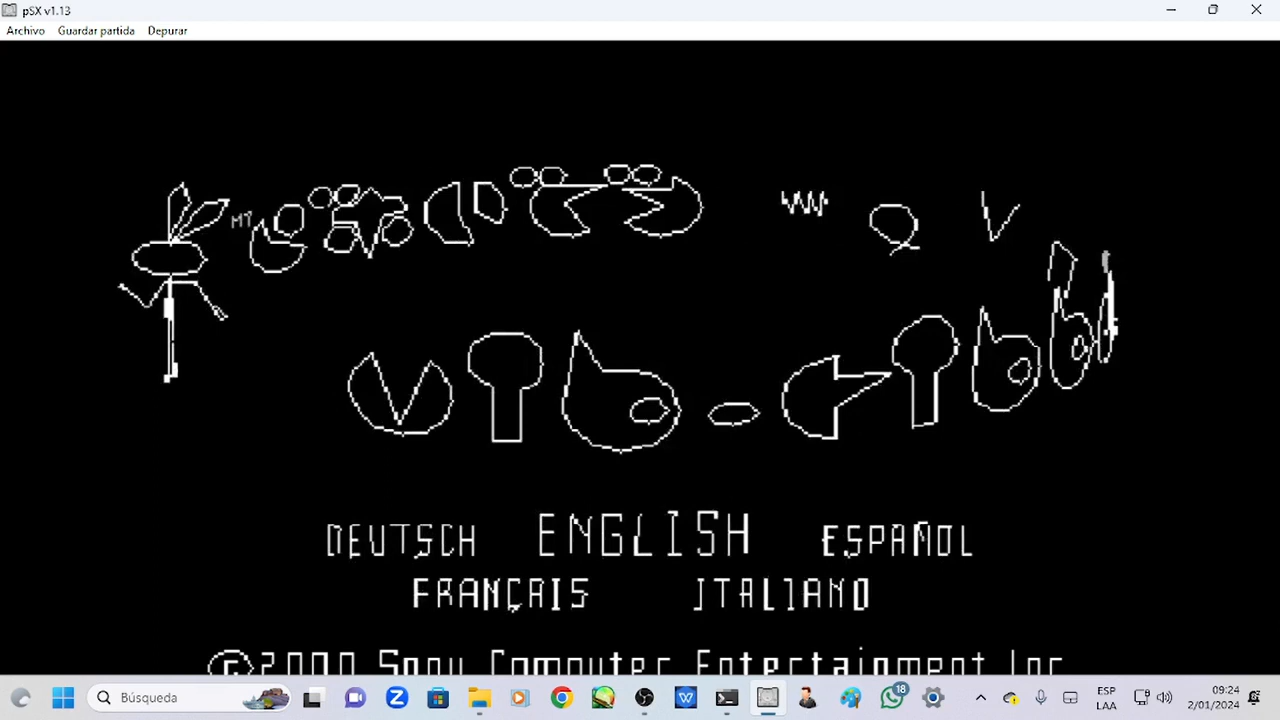 pSX v1.13
Archivo Guardar partida Depurar
DEUTSCH ENGLISH ESPAÑOL
FRANÇAIS ITALIANO
©2000 Sony Computer Entertainment Inc
Búsqueda
18
ESP
LAA
09:24
2/01/2024